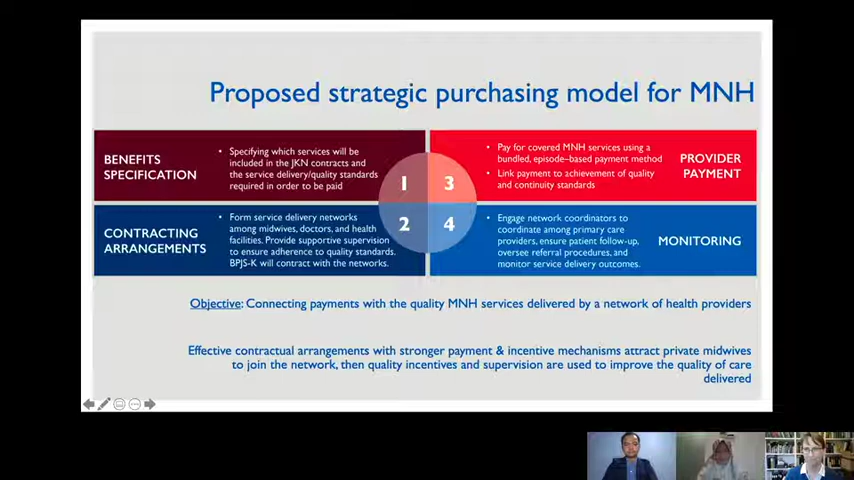 Proposed strategic purchasing model for MNH
BENEFITS
SPECIFICATION
• Specifying which services will be
included in the JKN contracts and
the service delivery/quality standards
required in order to be paid
1
3
• Pay for covered MNH services using a
bundled, episode-based payment method
• Link payment to achievement of quality
and continuity standards
PROVIDER
PAYMENT
CONTRACTING
ARRANGEMENTS
• Form service delivery networks
among midwives, doctors, and health
facilities. Provide supportive supervision
to ensure adherence to quality standards.
BPJS-K will contract with the networks.
2
4
• Engage network coordinators to
coordinate among primary care
providers, ensure patient follow-up,
oversee referral procedures, and
monitor service delivery outcomes.
MONITORING
Objective: Connecting payments with the quality MNH services delivered by a network of health providers
Effective contractual arrangements with stronger payment & incentive mechanisms attract private midwives
to join the network, then quality incentives and supervision are used to improve the quality of care
delivered